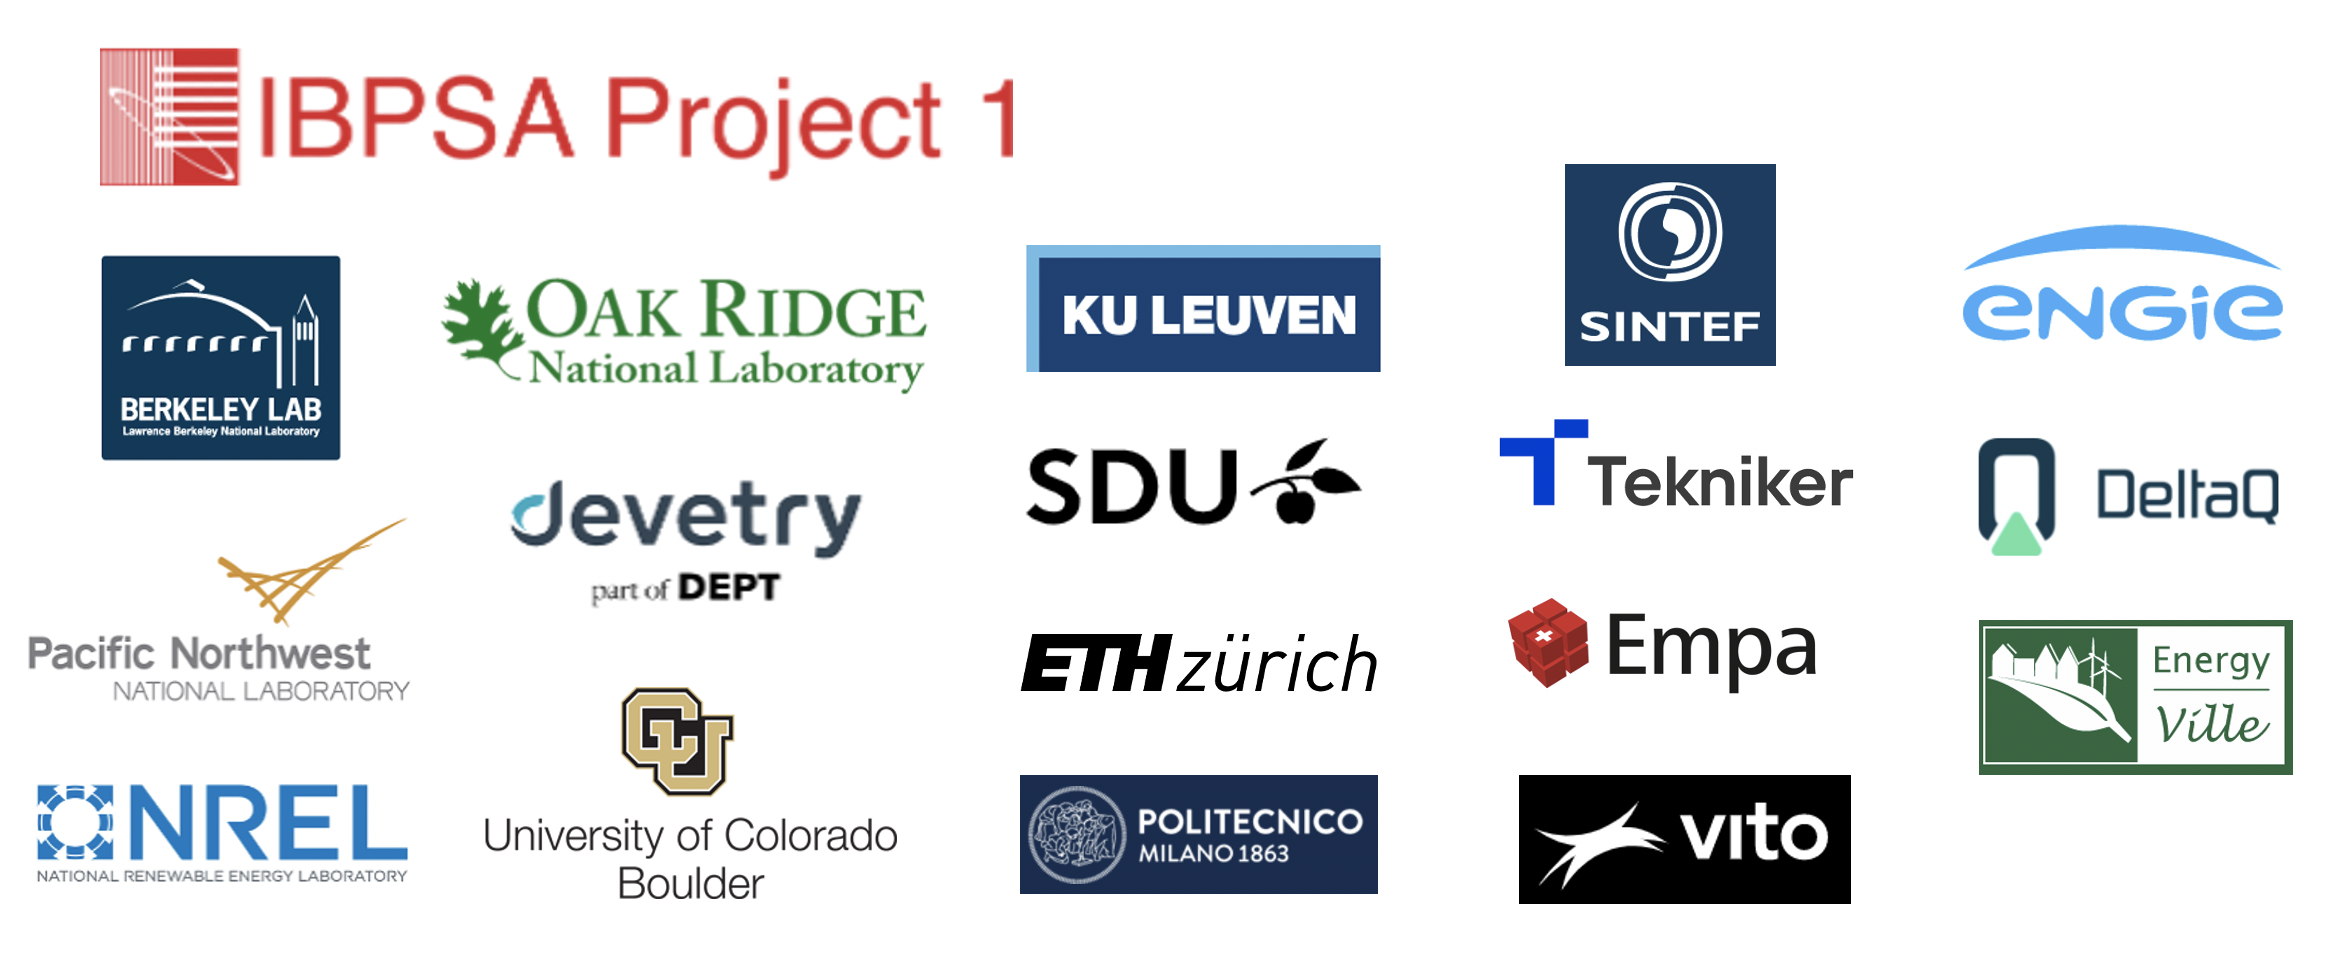 IBPSA Project 1
BERKELEY LAB
Lawrence Berkeley National Laboratory
Pacific Northwest
NATIONAL LABORATORY
NREL
NATIONAL RENEWABLE ENERGY LABORATORY
OAK RIDGE
National Laboratory
devetry
part of DEPT
CU
University of Colorado
Boulder
KU LEUVEN
SDU
ETH zürich
POLITECNICO
MILANO 1863
SINTEF
Tekniker
Empa
vito
ENGIE
DeltaQ
Energy
Ville